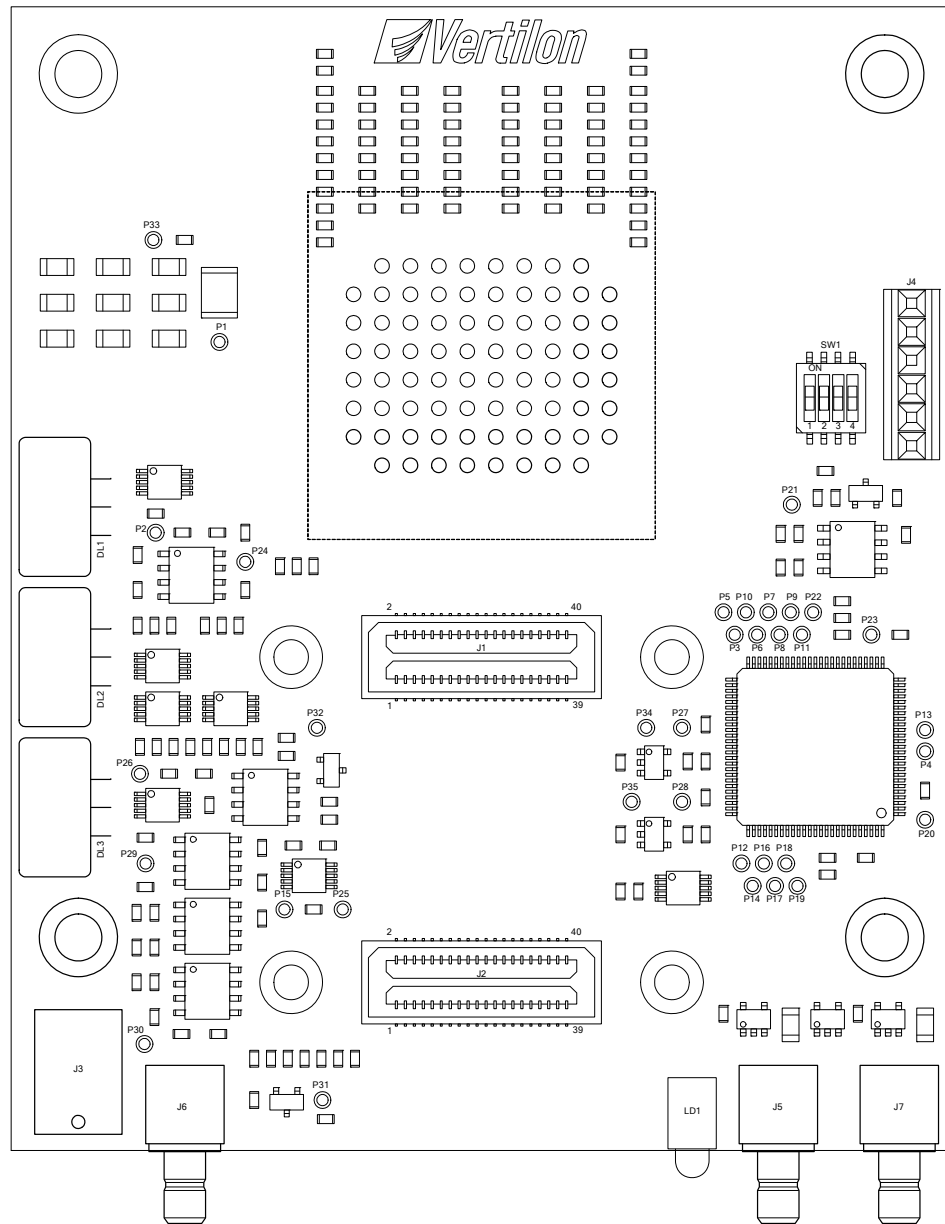 Vertilon
P33
J4
P1
SW1
ON
1 2 3 4
P21
DL1
P2
P24
P5 P10 P7 P9 P22
2 40
P3 P6 P8 P11
P23
J1
DL2
1 39
P32
P34 P27
P13
P26
P4
P35 P28
P20
DL3
P29
P12 P16 P18
P15 P25
P14 P17 P19
2 40
J2
1 39
P30
J3
P31
J6
LD1
J5
J7